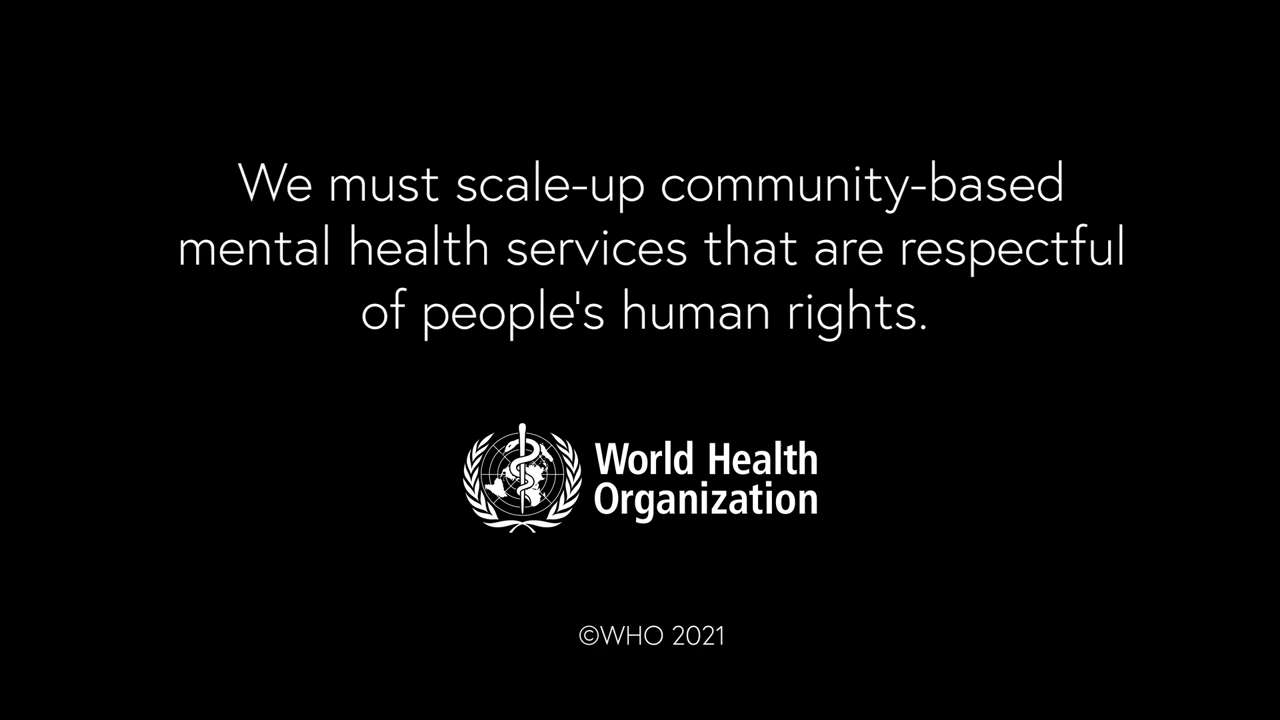 We must scale-up community-based
mental health services that are respectful
of people's human rights.
World Health
Organization
©WHO 2021